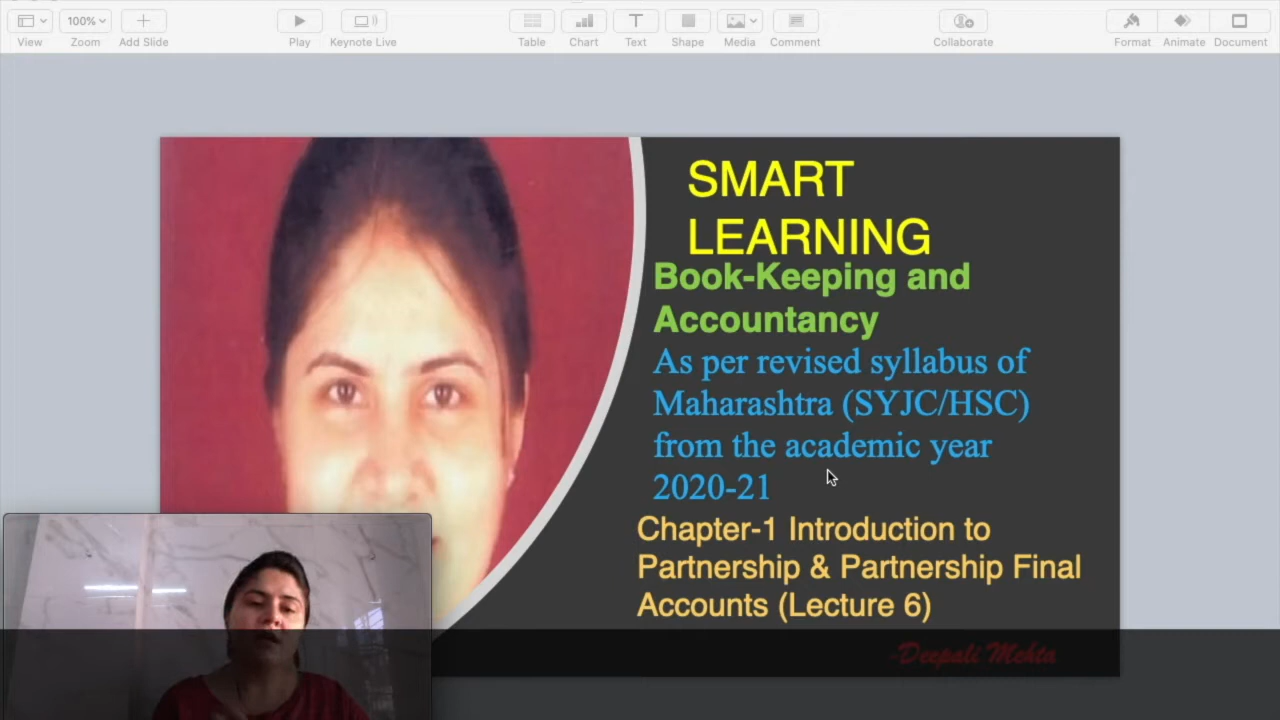 View
100%
Zoom
Add Slide
Play
Keynote Live
Table
Chart
Text
Shape
Media
Comment
Collaborate
Format
Animate
Document
SMART
LEARNING
Book-Keeping and
Accountancy
As per revised syllabus of
Maharashtra (SYJC/HSC)
from the academic year
2020-21
Chapter-1 Introduction to
Partnership & Partnership Final
Accounts (Lecture 6)
-Deepali Mehta